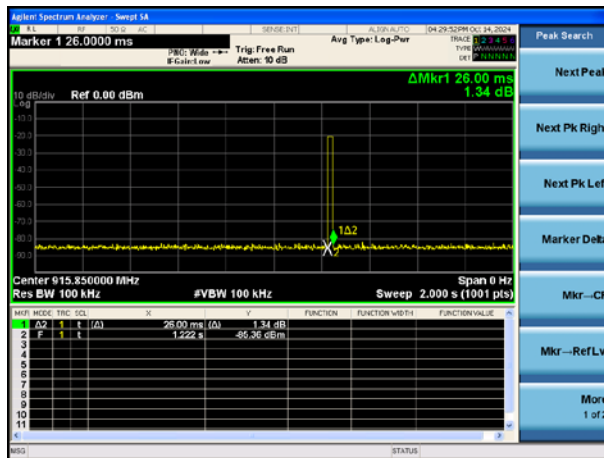 Agilent Spectrum Analyzer - Swept SA
RL RF 50 Ω AC SENSE:INT ALIGN AUTO 04:29:52PM Oct 14, 2024
Marker 1 26.0000 ms
PNO: Wide
IFGain:Low
Trig: Free Run
Atten: 10 dB
Avg Type: Log-Pwr
TRACE 1 2 3 4 5 6
TYPE
DET P N N N N N
Peak Search
ΔMkr1 26.00 ms
1.34 dB
10 dB/div Ref 0.00 dBm
Log
-10.0
-20.0
-30.0
-40.0
-50.0
-60.0
-70.0
-80.0
-90.0
1Δ2
2
Center 915.850000 MHz Span 0 Hz
Res BW 100 kHz #VBW 100 kHz Sweep 2.000 s (1001 pts)
MKR MODE TRC SCL X Y FUNCTION FUNCTION WIDTH FUNCTION VALUE
1 Δ2 1 t (Δ) 26.00 ms (Δ) 1.34 dB
2 F 1 t 1.222 s -85.36 dBm
3
4
5
6
7
8
9
10
11
MSG STATUS
Next Peak
Next Pk Righ
Next Pk Left
Marker Delta
Mkr→CF
Mkr→Ref Lv
More
1 of 2